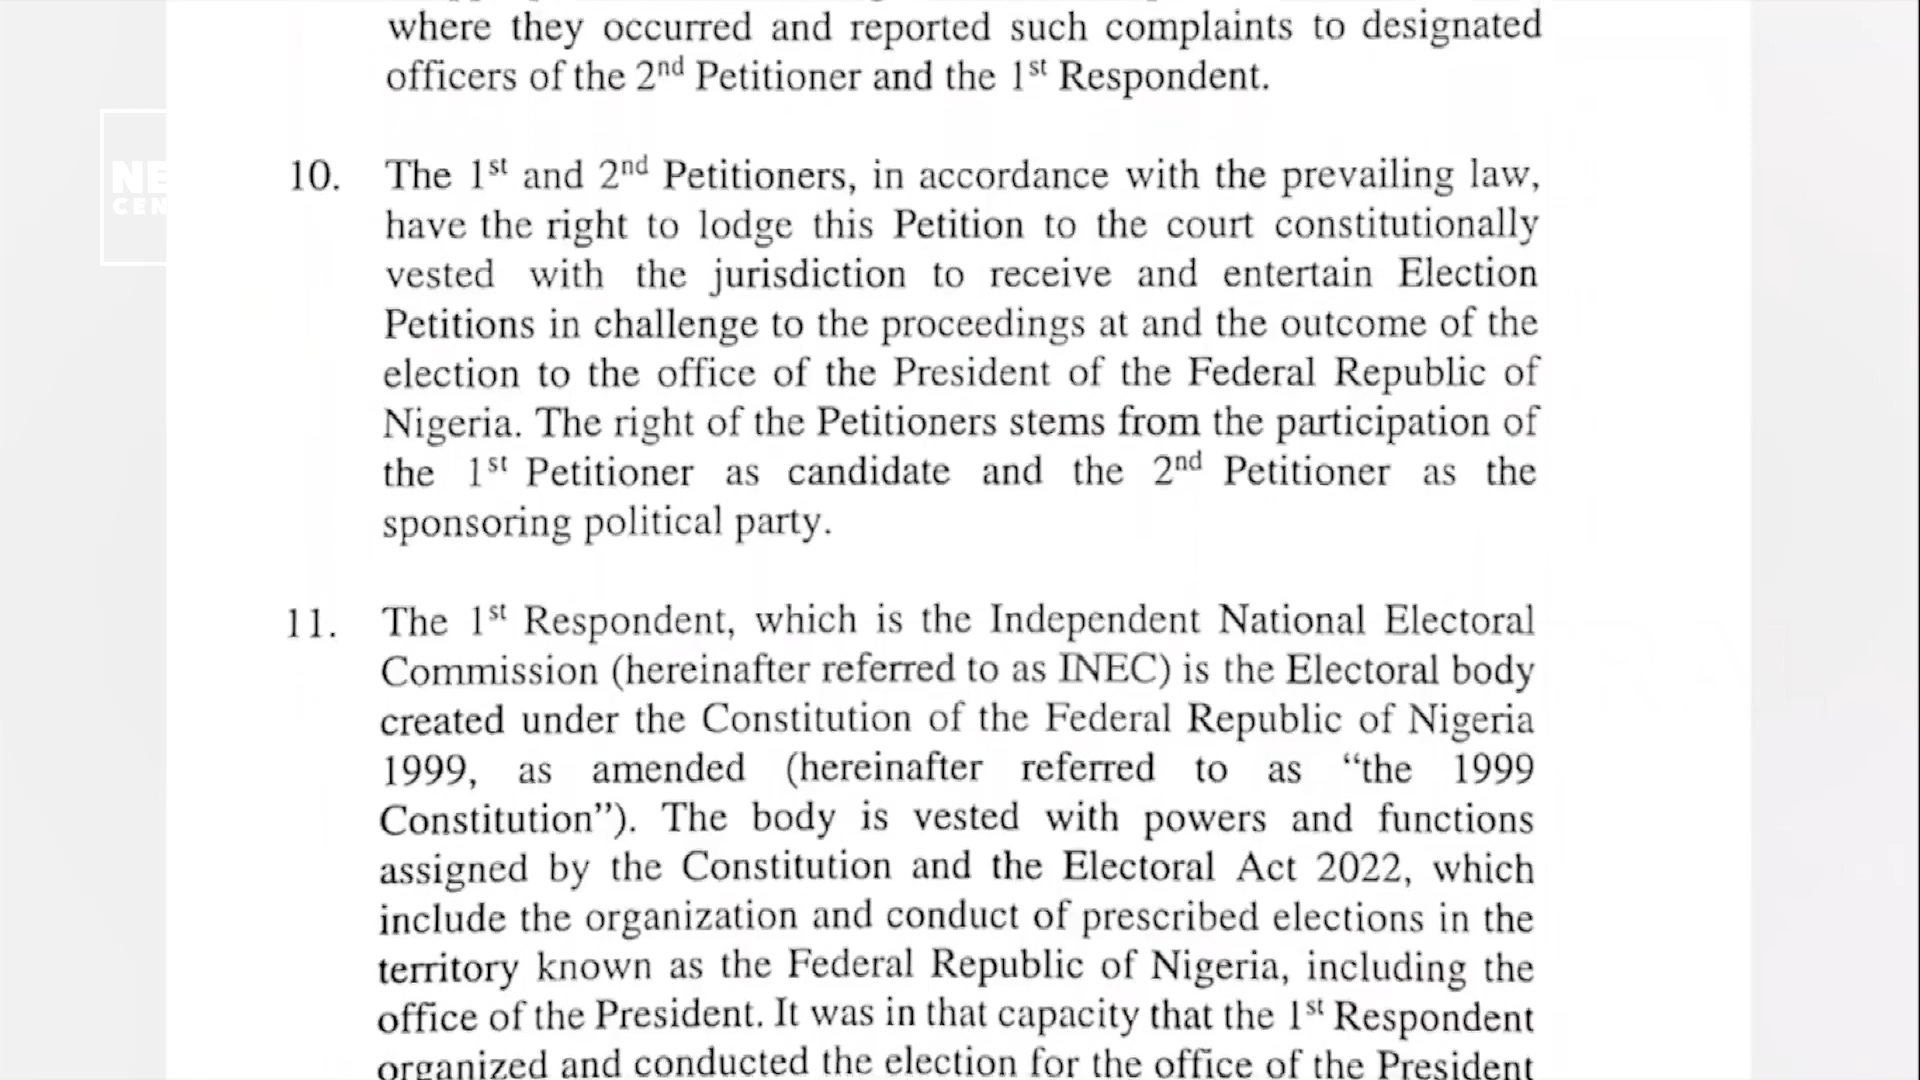 where they occurred and reported such complaints to designated
officers of the 2nd Petitioner and the 1st Respondent.
10. The 1st and 2nd Petitioners, in accordance with the prevailing law,
have the right to lodge this Petition to the court constitutionally
vested with the jurisdiction to receive and entertain Election
Petitions in challenge to the proceedings at and the outcome of the
election to the office of the President of the Federal Republic of
Nigeria. The right of the Petitioners stems from the participation of
the 1st Petitioner as candidate and the 2nd Petitioner as the
sponsoring political party.
11. The 1st Respondent, which is the Independent National Electoral
Commission (hereinafter referred to as INEC) is the Electoral body
created under the Constitution of the Federal Republic of Nigeria
1999, as amended (hereinafter referred to as “the 1999
Constitution”). The body is vested with powers and functions
assigned by the Constitution and the Electoral Act 2022, which
include the organization and conduct of prescribed elections in the
territory known as the Federal Republic of Nigeria, including the
office of the President. It was in that capacity that the 1st Respondent
organized and conducted the election for the office of the President
NE
CEN